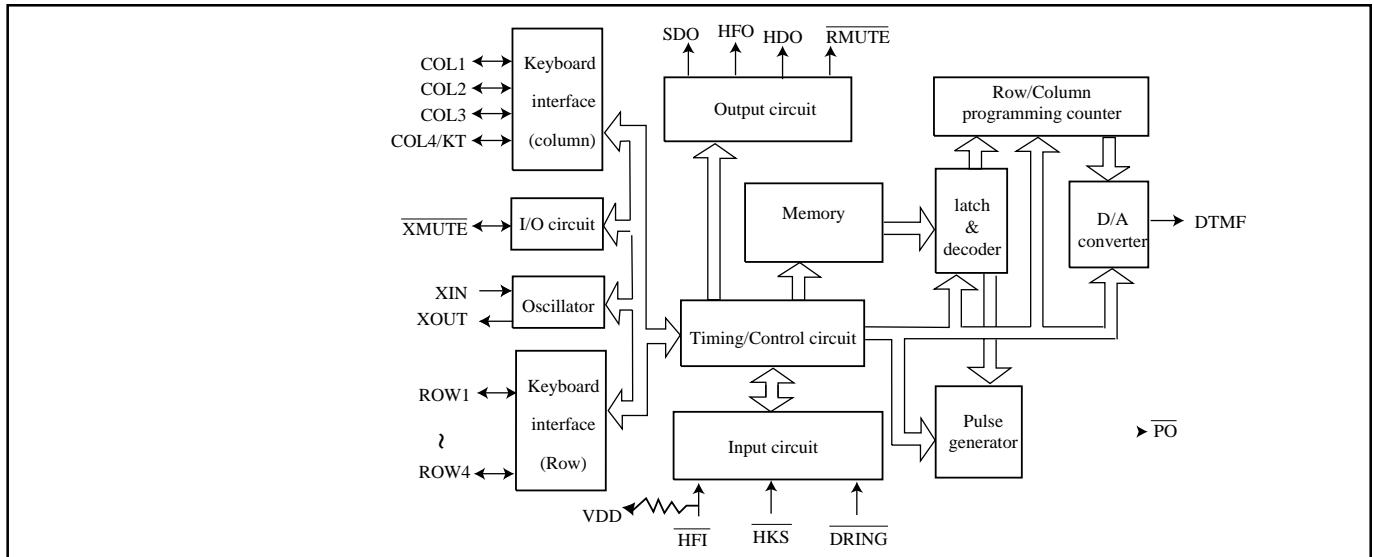 SDO
HFO
HDO
RMUTE
COL1
COL2
COL3
COL4/KT
Keyboard
interface
(column)
Output circuit
Row/Column
programming counter
XMUTE
I/O circuit
Memory
latch
&
decoder
D/A
converter
DTMF
XIN
XOUT
Oscillator
Timing/Control circuit
ROW1
~
ROW4
Keyboard
interface
(Row)
Input circuit
Pulse
generator
PO
VDD
HFI
HKS
DRING